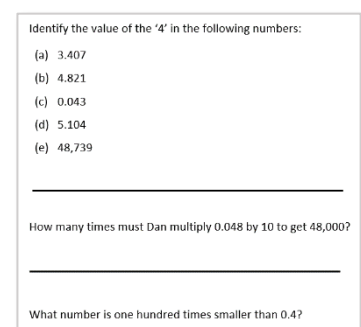 Identify the value of the ‘4’ in the following numbers:
(a) 3.407
(b) 4.821
(c) 0.043
(d) 5.104
(e) 48,739
How many times must Dan multiply 0.048 by 10 to get 48,000?
What number is one hundred times smaller than 0.4?